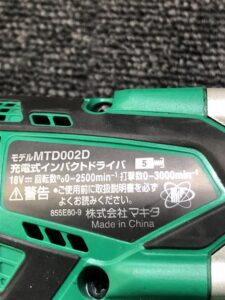 モデルMTD002D
充電式インパクトドライバ 5
18V⎓ 回転数n₀0-2500min⁻¹ 打撃数0-3000min⁻¹
⚠警告 ●ご使用前に取扱説明書を必ず
よくお読みください。
855E80-9 株式会社マキタ
Made in China